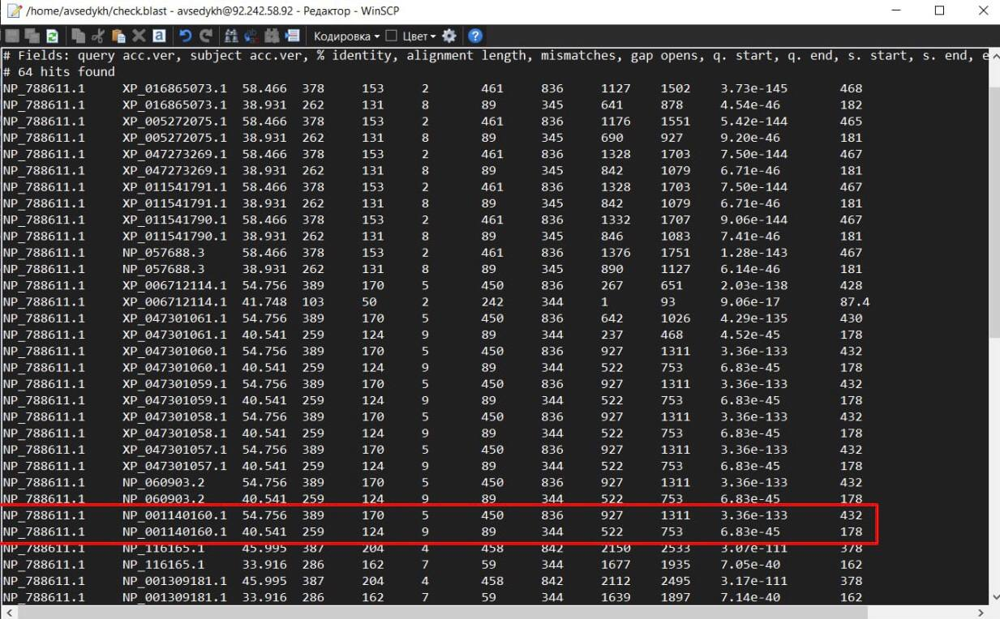 /home/avsedykh/check.blast - avsedykh@92.242.58.92 - Редактор - WinSCP
Кодировка Цвет
# Fields: query acc.ver, subject acc.ver, % identity, alignment length, mismatches, gap opens, q. start, q. end, s. start, s. end, e
# 64 hits found
NP_788611.1 XP_016865073.1 58.466 378 153 2 461 836 1127 1502 3.73e-145 468
NP_788611.1 XP_016865073.1 38.931 262 131 8 89 345 641 878 4.54e-46 182
NP_788611.1 XP_005272075.1 58.466 378 153 2 461 836 1176 1551 5.42e-144 465
NP_788611.1 XP_005272075.1 38.931 262 131 8 89 345 690 927 9.20e-46 181
NP_788611.1 XP_047273269.1 58.466 378 153 2 461 836 1328 1703 7.50e-144 467
NP_788611.1 XP_047273269.1 38.931 262 131 8 89 345 842 1079 6.71e-46 181
NP_788611.1 XP_011541791.1 58.466 378 153 2 461 836 1328 1703 7.50e-144 467
NP_788611.1 XP_011541791.1 38.931 262 131 8 89 345 842 1079 6.71e-46 181
NP_788611.1 XP_011541790.1 58.466 378 153 2 461 836 1332 1707 9.06e-144 467
NP_788611.1 XP_011541790.1 38.931 262 131 8 89 345 846 1083 7.41e-46 181
NP_788611.1 NP_057688.3 58.466 378 153 2 461 836 1376 1751 1.28e-143 467
NP_788611.1 NP_057688.3 38.931 262 131 8 89 345 890 1127 6.14e-46 181
NP_788611.1 XP_006712114.1 54.756 389 170 5 450 836 267 651 2.03e-138 428
NP_788611.1 XP_006712114.1 41.748 103 50 2 242 344 1 93 9.06e-17 87.4
NP_788611.1 XP_047301061.1 54.756 389 170 5 450 836 642 1026 4.29e-135 430
NP_788611.1 XP_047301061.1 40.541 259 124 9 89 344 237 468 4.52e-45 178
NP_788611.1 XP_047301060.1 54.756 389 170 5 450 836 927 1311 3.36e-133 432
NP_788611.1 XP_047301060.1 40.541 259 124 9 89 344 522 753 6.83e-45 178
NP_788611.1 XP_047301059.1 54.756 389 170 5 450 836 927 1311 3.36e-133 432
NP_788611.1 XP_047301059.1 40.541 259 124 9 89 344 522 753 6.83e-45 178
NP_788611.1 XP_047301058.1 54.756 389 170 5 450 836 927 1311 3.36e-133 432
NP_788611.1 XP_047301058.1 40.541 259 124 9 89 344 522 753 6.83e-45 178
NP_788611.1 XP_047301057.1 54.756 389 170 5 450 836 927 1311 3.36e-133 432
NP_788611.1 XP_047301057.1 40.541 259 124 9 89 344 522 753 6.83e-45 178
NP_788611.1 NP_060903.2 54.756 389 170 5 450 836 927 1311 3.36e-133 432
NP_788611.1 NP_060903.2 40.541 259 124 9 89 344 522 753 6.83e-45 178
NP_788611.1 NP_001140160.1 54.756 389 170 5 450 836 927 1311 3.36e-133 432
NP_788611.1 NP_001140160.1 40.541 259 124 9 89 344 522 753 6.83e-45 178
NP_788611.1 NP_116165.1 45.995 387 204 4 458 842 2150 2533 3.07e-111 378
NP_788611.1 NP_116165.1 33.916 286 162 7 59 344 1677 1935 7.05e-40 162
NP_788611.1 NP_001309181.1 45.995 387 204 4 458 842 2112 2495 3.17e-111 378
NP_788611.1 NP_001309181.1 33.916 286 162 7 59 344 1639 1897 7.14e-40 162